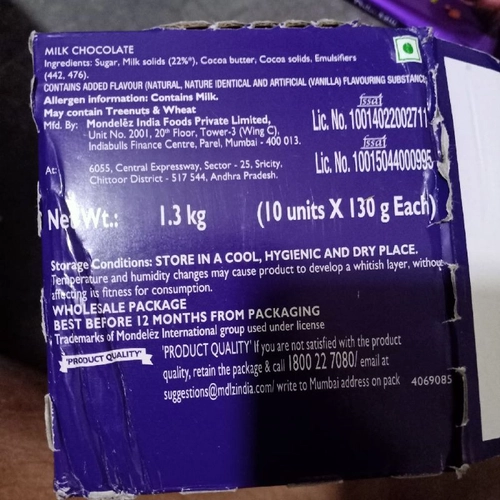 MILK CHOCOLATE
Ingredients: Sugar, Milk solids (22%*), Cocoa butter, Cocoa solids, Emulsifiers
(442, 476).
CONTAINS ADDED FLAVOUR (NATURAL, NATURE IDENTICAL AND ARTIFICIAL (VANILLA) FLAVOURING SUBSTANCE
Allergen information: Contains Milk.
May contain Treenuts & Wheat
Mfd. By: Mondelēz India Foods Private Limited,
Unit No. 2001, 20th Floor, Tower-3 (Wing C),
Indiabulls Finance Centre, Parel, Mumbai - 400 013.
fssai
Lic. No. 10014022002711
At: 6055, Central Expressway, Sector - 25, Sricity,
Chittoor District - 517 544, Andhra Pradesh.
fssai
Lic. No. 10015044000995
Net Wt.: 1.3 kg (10 units X 130 g Each)
Storage Conditions: STORE IN A COOL, HYGIENIC AND DRY PLACE.
Temperature and humidity changes may cause product to develop a whitish layer, without
affecting its fitness for consumption.
WHOLESALE PACKAGE
BEST BEFORE 12 MONTHS FROM PACKAGING
Trademarks of Mondelēz International group used under license
'PRODUCT QUALITY'
'PRODUCT QUALITY' If you are not satisfied with the product
quality, retain the package & call 1800 22 7080/ email at
suggestions@mdlzindia.com/ write to Mumbai address on pack 4069085